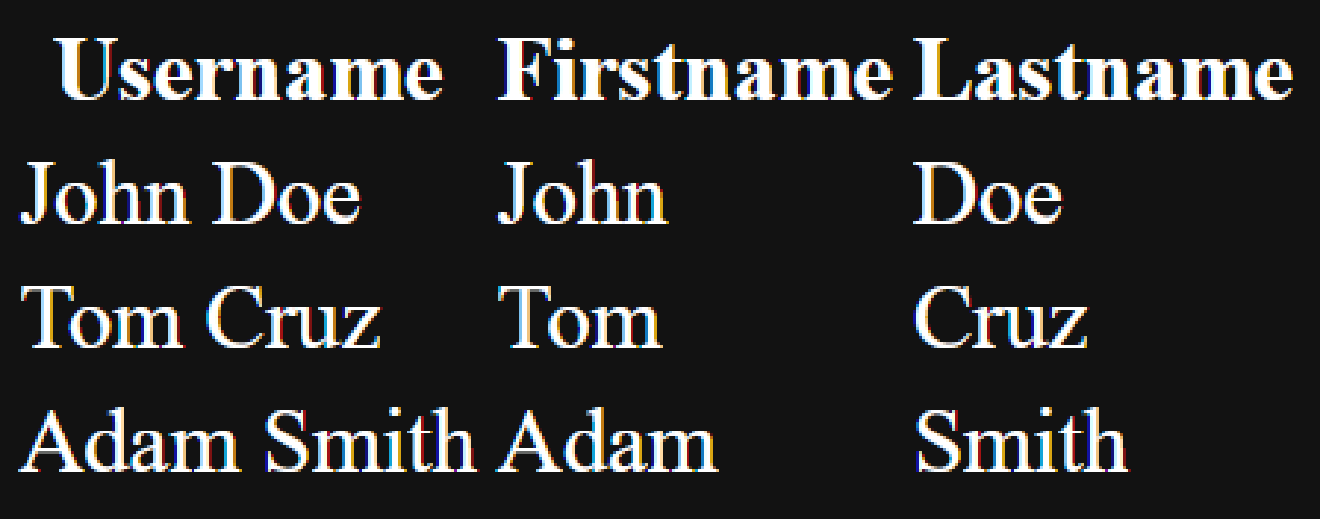 Username Firstname Lastname
John Doe John Doe
Tom Cruz Tom Cruz
Adam Smith Adam Smith